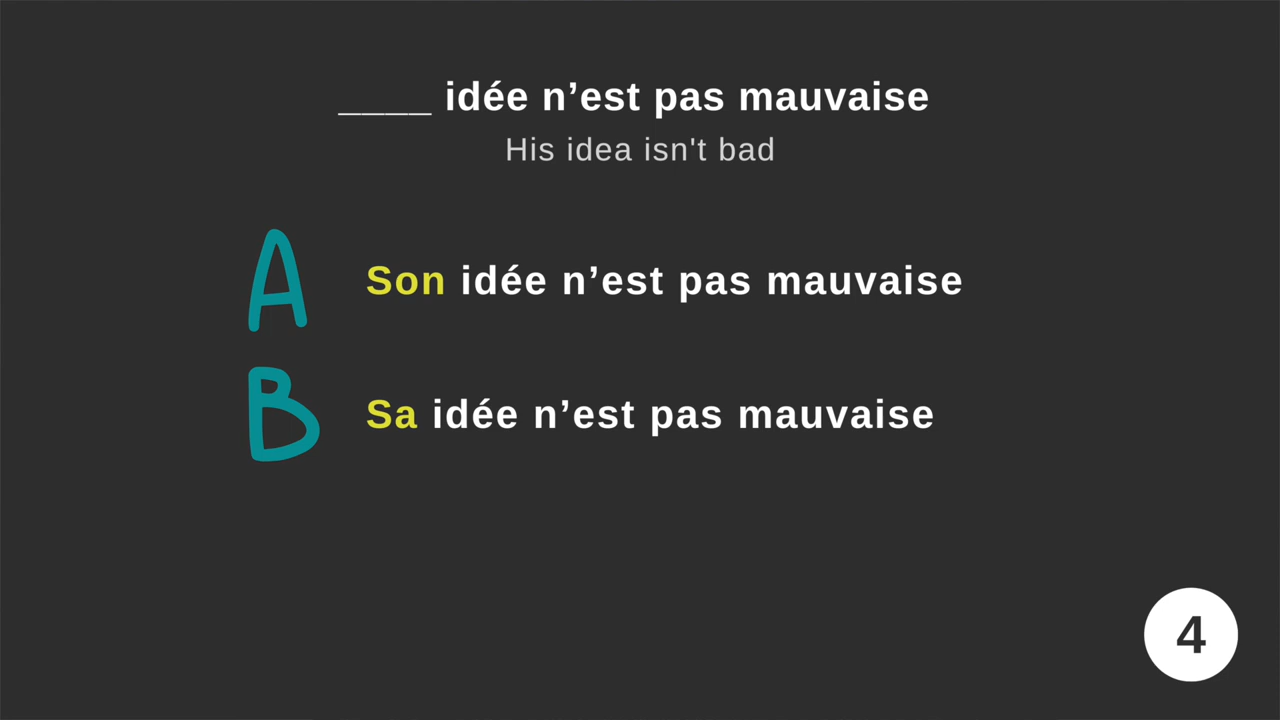 ____ idée n’est pas mauvaise
His idea isn't bad
A Son idée n’est pas mauvaise
B Sa idée n’est pas mauvaise
4